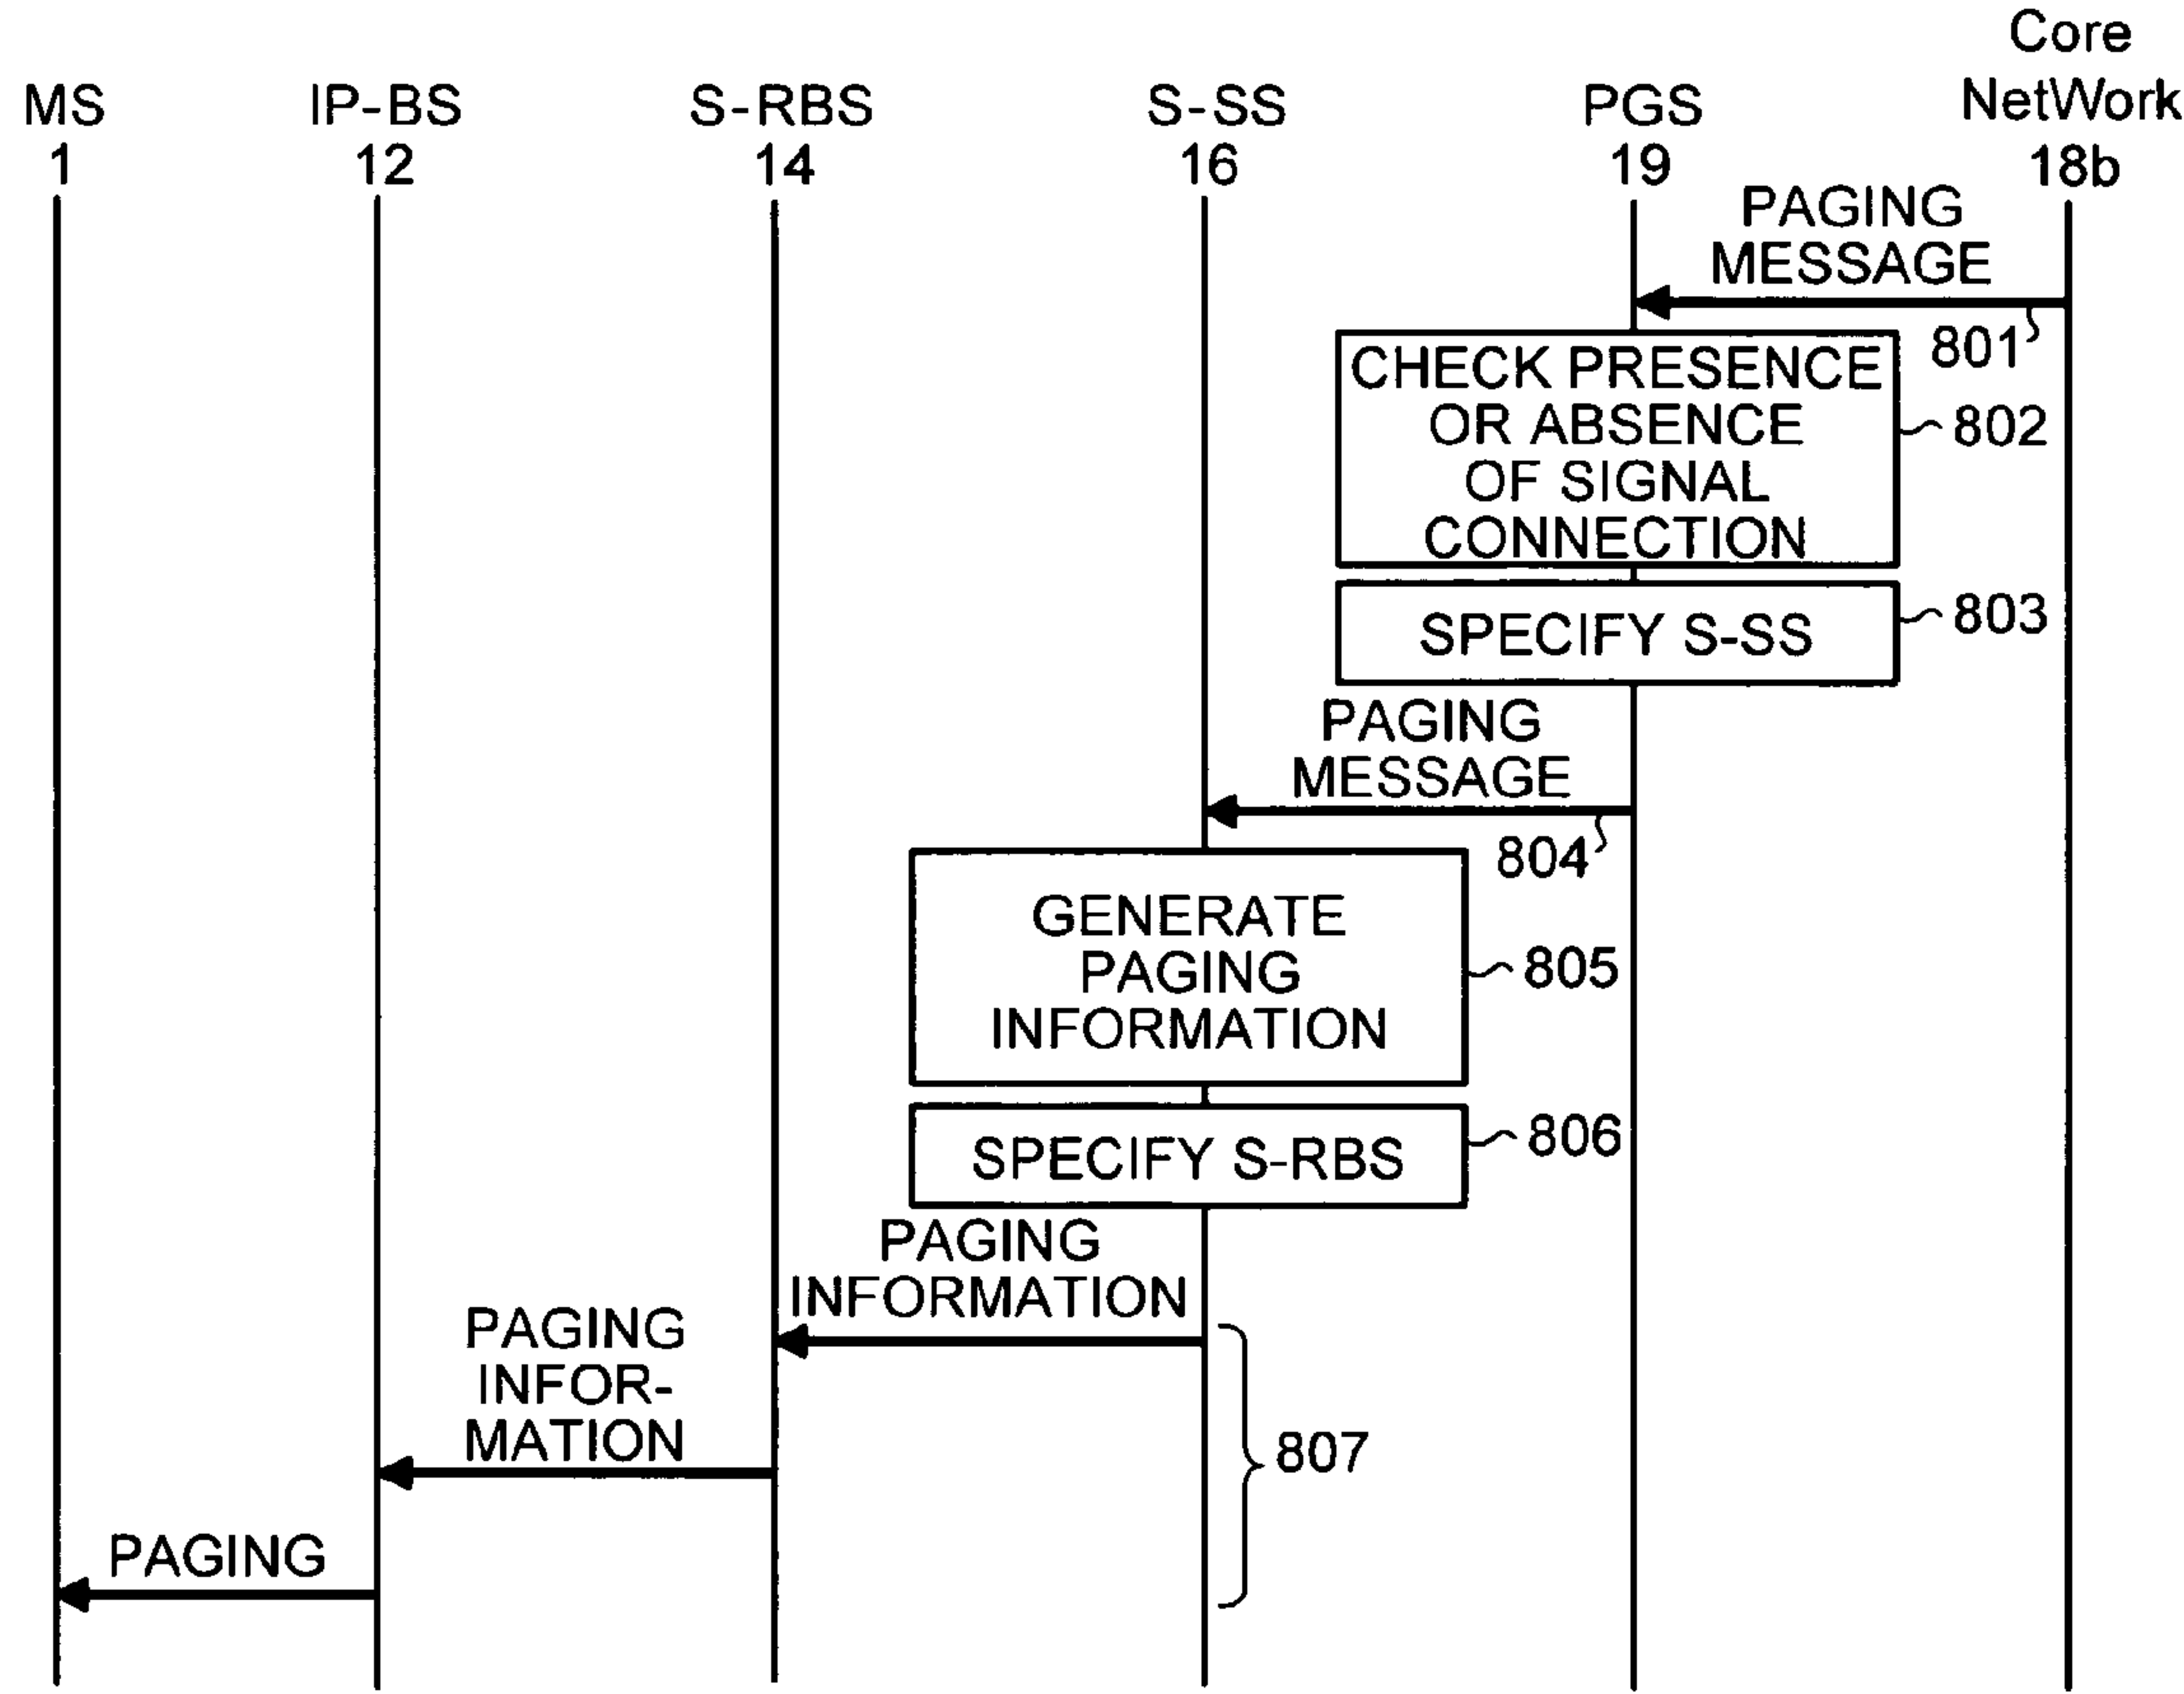 Core
NetWork
18b
MS
1
IP-BS
12
S-RBS
14
S-SS
16
PGS
19
PAGING
MESSAGE
801
CHECK PRESENCE
OR ABSENCE
OF SIGNAL
CONNECTION
802
SPECIFY S-SS
803
PAGING
MESSAGE
804
GENERATE
PAGING
INFORMATION
805
SPECIFY S-RBS
806
PAGING
INFORMATION
PAGING
INFOR-
MATION
807
PAGING